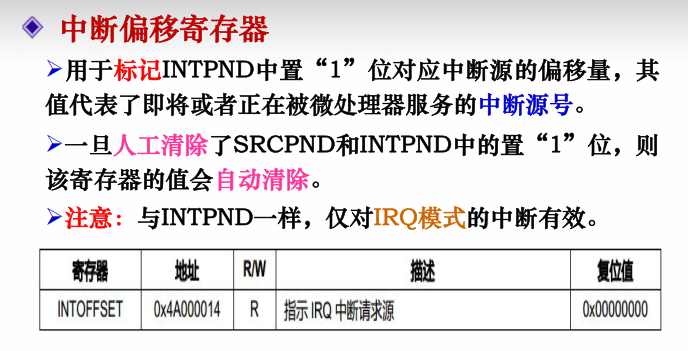 中断偏移寄存器
用于标记INTPND中置“1”位对应中断源的偏移量，其
值代表了即将或者正在被微处理器服务的中断源号。
一旦人工清除了SRCPND和INTPND中的置“1”位，则
该寄存器的值会自动清除。
注意：与INTPND一样，仅对IRQ模式的中断有效。
寄存器 地址 R/W 描述 复位值
INTOFFSET 0x4A000014 R 指示 IRQ 中断请求源 0x00000000